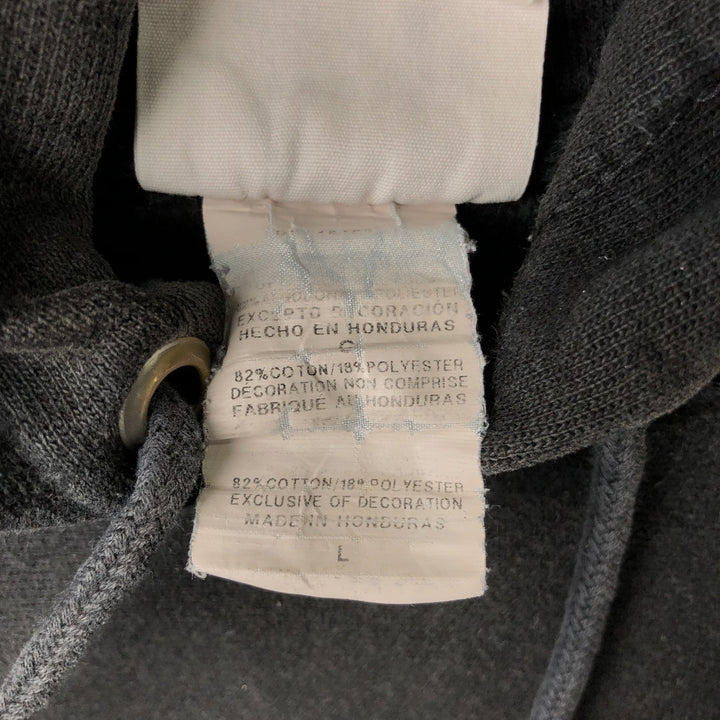 EXCEPTO DECORACIÓN
HECHO EN HONDURAS
G
82%COTON/18%POLYESTER
DECORATION NON COMPRISE
FABRIQUE AU HONDURAS
82%COTTON/18%POLYESTER
EXCLUSIVE OF DECORATION
MADE IN HONDURAS
L